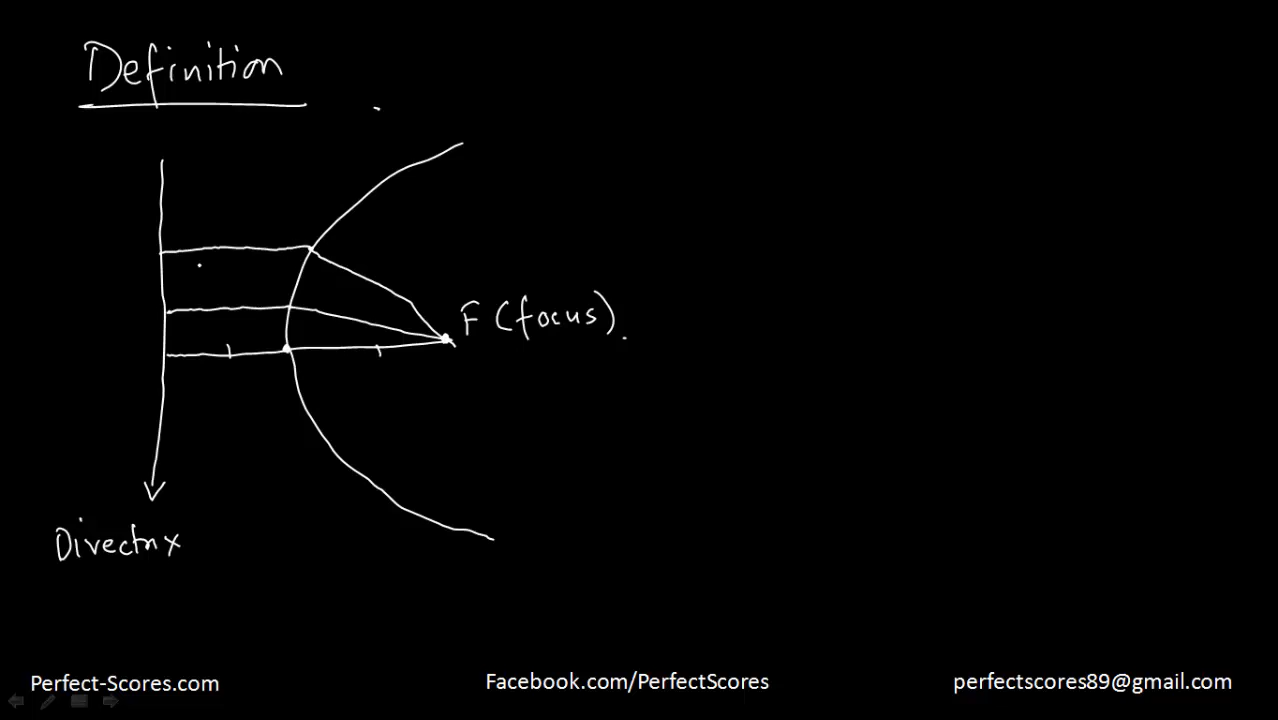 Definition
F (focus).
Directrix
Perfect-Scores.com
Facebook.com/PerfectScores
perfectscores89@gmail.com